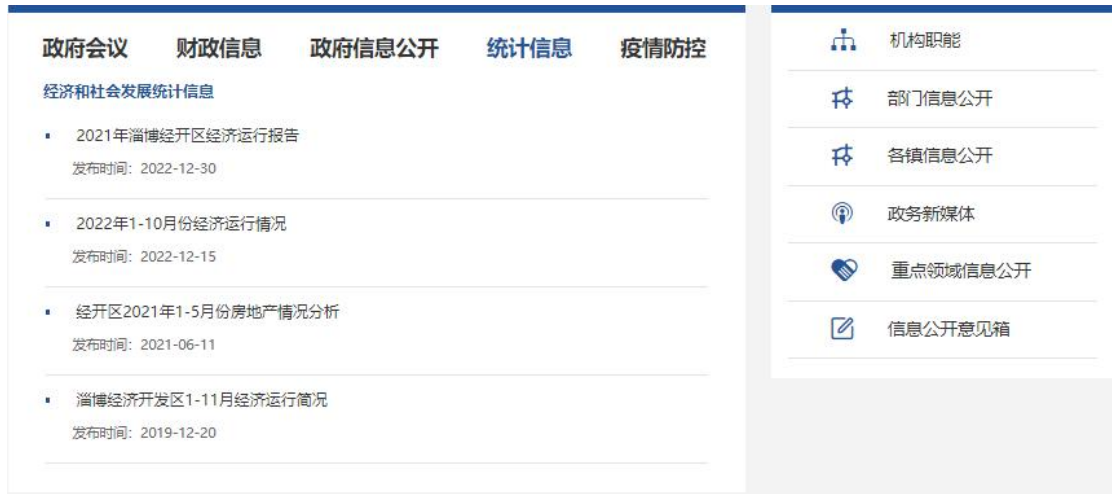 政府会议 财政信息 政府信息公开 统计信息 疫情防控
经济和社会发展统计信息
2021年淄博经开区经济运行报告
发布时间：2022-12-30
2022年1-10月份经济运行情况
发布时间：2022-12-15
经开区2021年1-5月份房地产情况分析
发布时间：2021-06-11
淄博经济开发区1-11月经济运行简况
发布时间：2019-12-20
机构职能
部门信息公开
各镇信息公开
政务新媒体
重点领域信息公开
信息公开意见箱